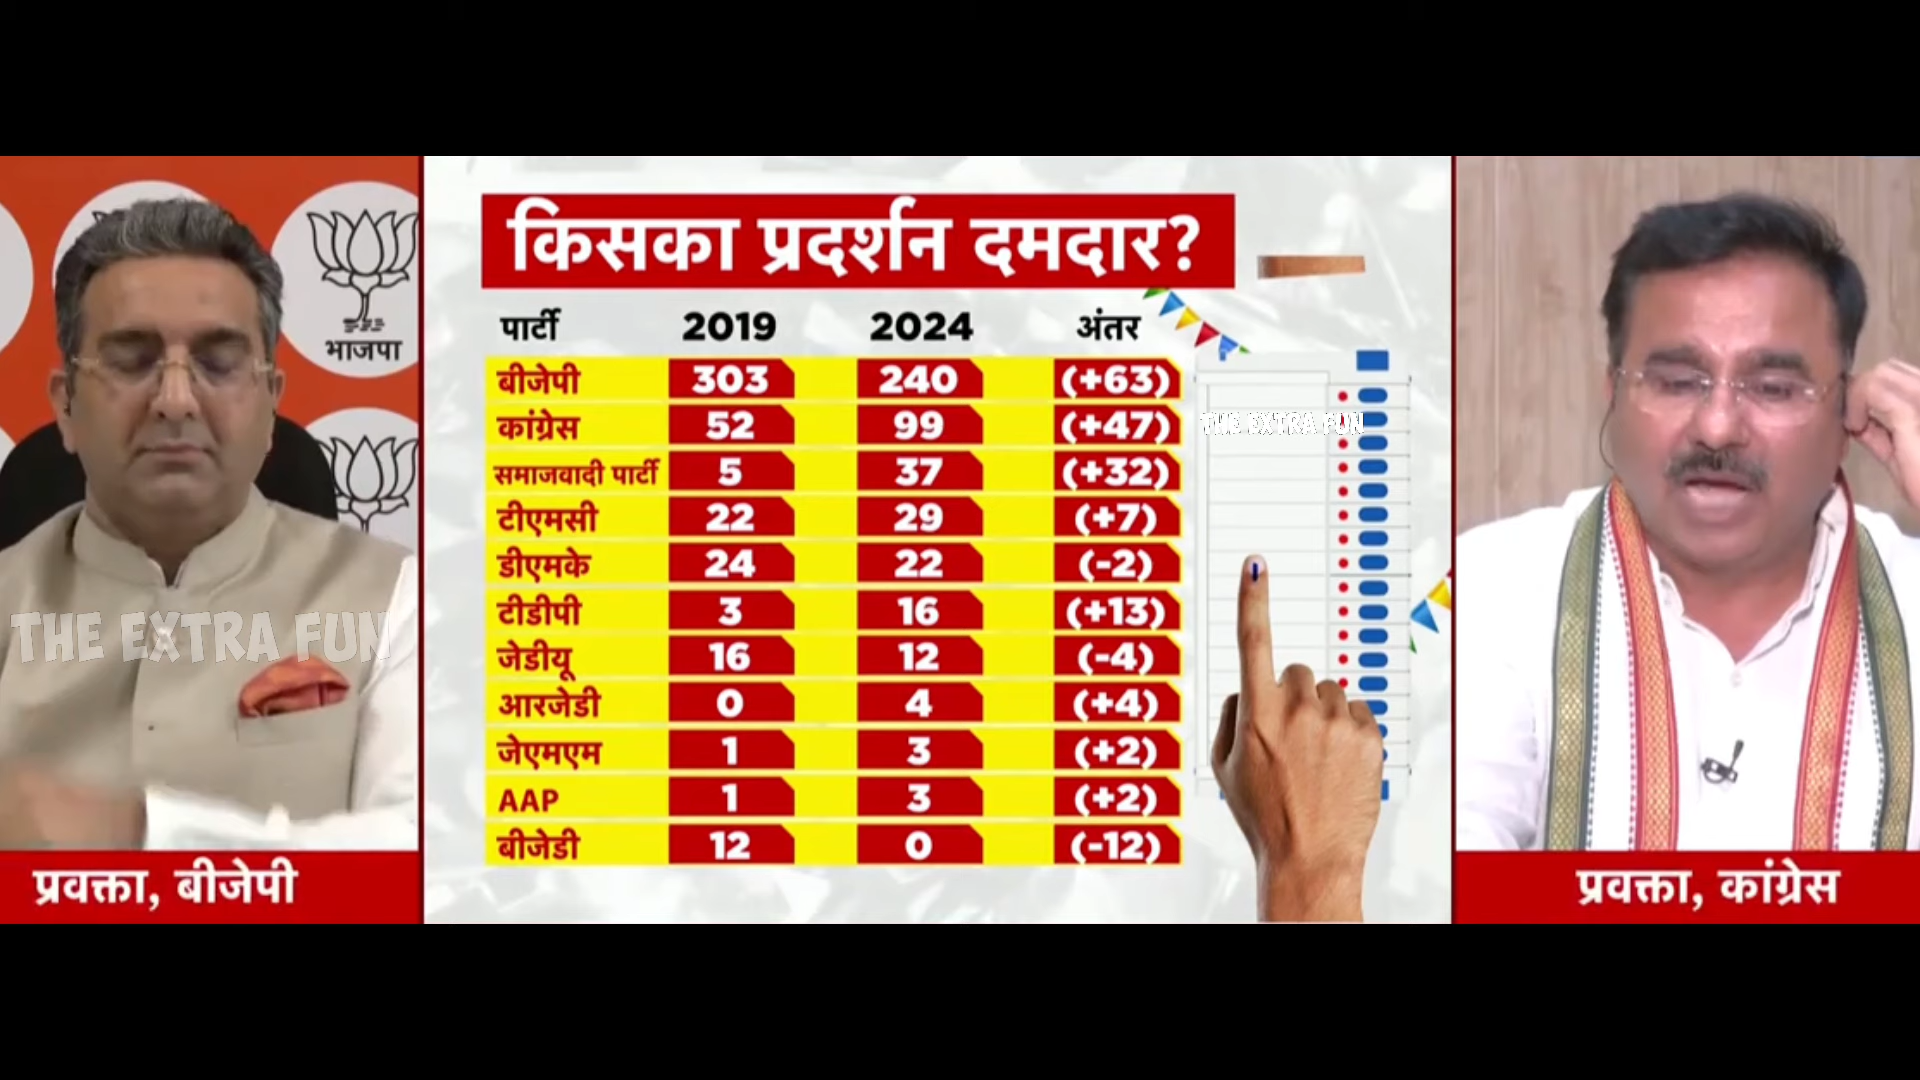 किसका प्रदर्शन दमदार?
पार्टी 2019 2024 अंतर
बीजेपी 303 240 (+63)
कांग्रेस 52 99 (+47)
समाजवादी पार्टी 5 37 (+32)
टीएमसी 22 29 (+7)
डीएमके 24 22 (-2)
टीडीपी 3 16 (+13)
जेडीयू 16 12 (-4)
आरजेडी 0 4 (+4)
जेएमएम 1 3 (+2)
AAP 1 3 (+2)
बीजेडी 12 0 (-12)
भाजपा
THE EXTRA FUN
THE EXTRA FUN
प्रवक्ता, बीजेपी
प्रवक्ता, कांग्रेस